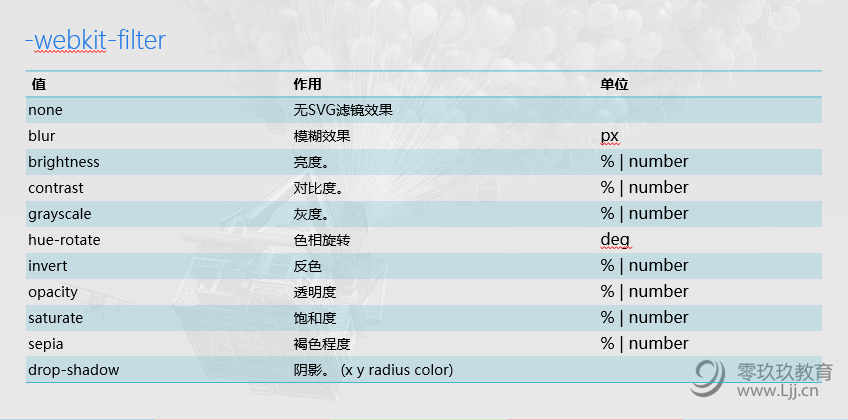 -webkit-filter
值 作用 单位
none 无SVG滤镜效果
blur 模糊效果 px
brightness 亮度。 % | number
contrast 对比度。 % | number
grayscale 灰度。 % | number
hue-rotate 色相旋转 deg
invert 反色 % | number
opacity 透明度 % | number
saturate 饱和度 % | number
sepia 褐色程度 % | number
drop-shadow 阴影。 (x y radius color)
零玖玖教育
www.Ljj.cn